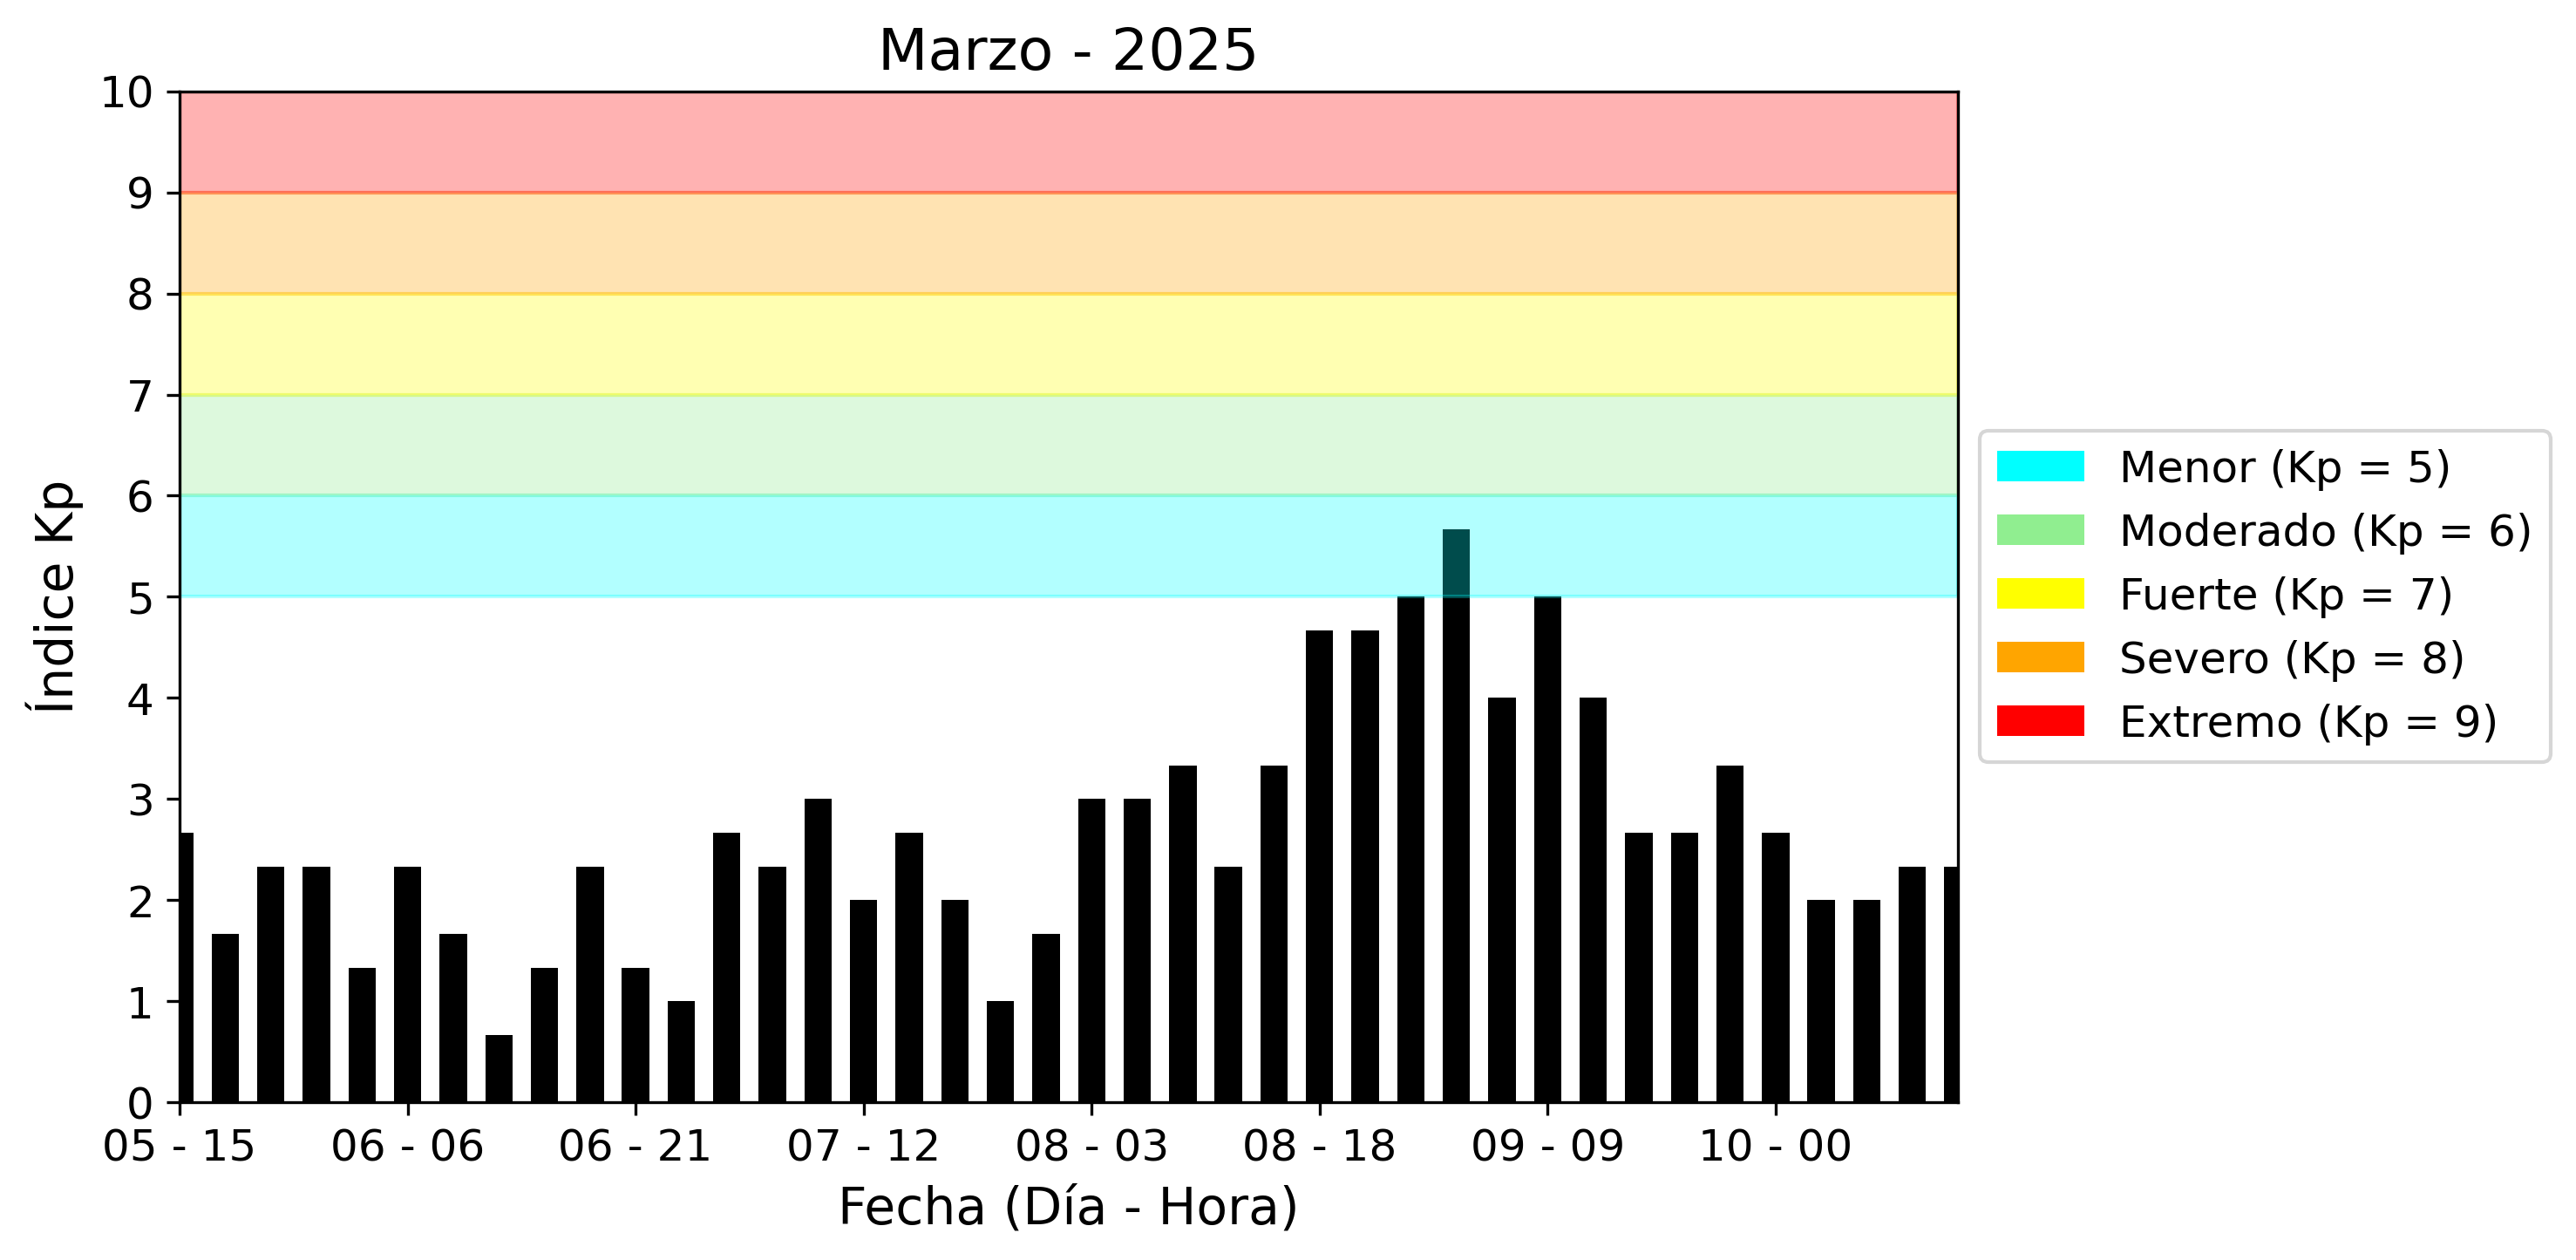 Marzo - 2025
10
9
8
7
6
5
4
3
2
1
0
Índice Kp
05 - 15
06 - 06
06 - 21
07 - 12
08 - 03
08 - 18
09 - 09
10 - 00
Fecha (Día - Hora)
Menor (Kp = 5)
Moderado (Kp = 6)
Fuerte (Kp = 7)
Severo (Kp = 8)
Extremo (Kp = 9)